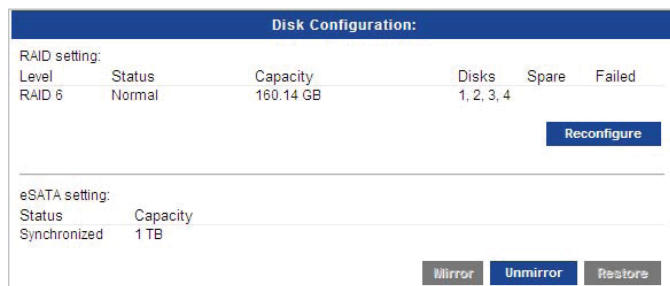 Disk Configuration:
RAID setting:
Level Status Capacity Disks Spare Failed
RAID 6 Normal 160.14 GB 1, 2, 3, 4
Reconfigure
eSATA setting:
Status Capacity
Synchronized 1 TB
Mirror Unmirror Restore